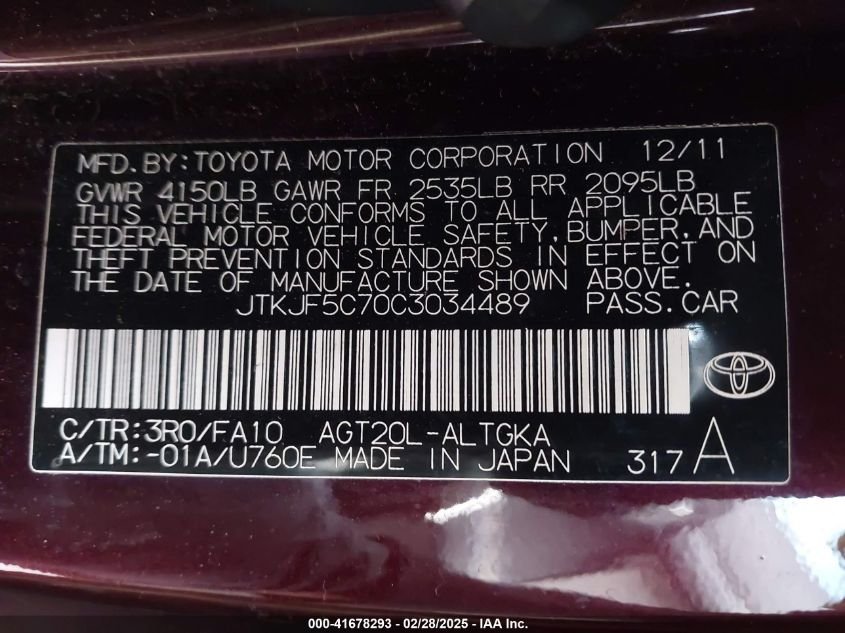 MFD.BY:TOYOTA MOTOR CORPORATION 12/11
GVWR 4150LB GAWR FR 2535LB RR 2095LB
THIS VEHICLE CONFORMS TO ALL APPLICABLE
FEDERAL MOTOR VEHICLE SAFETY,BUMPER,AND
THEFT PREVENTION STANDARDS IN EFFECT ON
THE DATE OF MANUFACTURE SHOWN ABOVE.
JTKJF5C70C3034489 PASS.CAR
C/TR:3R0/FA10 AGT20L-ALTGKA
A/TM:-01A/U760E MADE IN JAPAN 317A
000-41678293 - 02/28/2025 - IAA Inc.